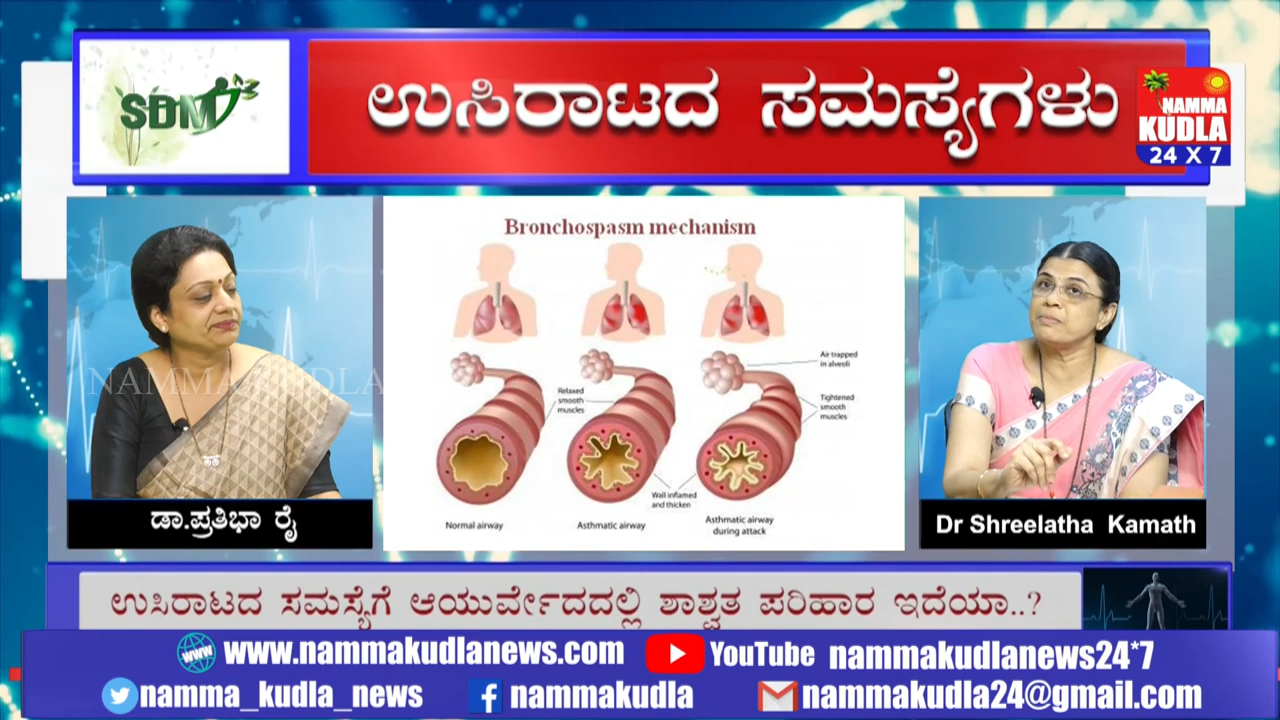 SDM
ಉಸಿರಾಟದ ಸಮಸ್ಯೆಗಳು
NAMMA
KUDLA
24 X 7
Bronchospasm mechanism
Air trapped
in alveoli
Relaxed
smooth
muscles
Tightened
smooth
muscles
Wall inflamed
and thicken
Normal airway
Asthmatic airway
Asthmatic airway
during attack
NAMMA KUDLA
ಡಾ.ಪ್ರತಿಭಾ ರೈ
Dr Shreelatha Kamath
ಉಸಿರಾಟದ ಸಮಸ್ಯೆಗೆ ಆಯುರ್ವೇದದಲ್ಲಿ ಶಾಶ್ವತ ಪರಿಹಾರ ಇದೆಯಾ..?
www.nammakudlanews.com YouTube nammakudlanews24*7
namma_kudla_news nammakudla nammakudla24@gmail.com